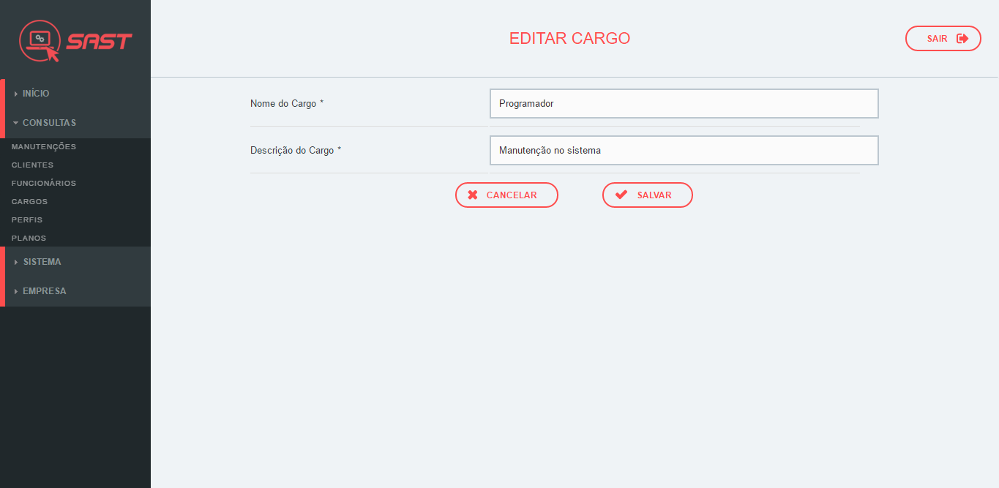 SAST
INÍCIO
CONSULTAS
MANUTENÇÕES
CLIENTES
FUNCIONÁRIOS
CARGOS
PERFIS
PLANOS
SISTEMA
EMPRESA
EDITAR CARGO
SAIR
Nome do Cargo * Programador
Descrição do Cargo * Manutenção no sistema
CANCELAR SALVAR